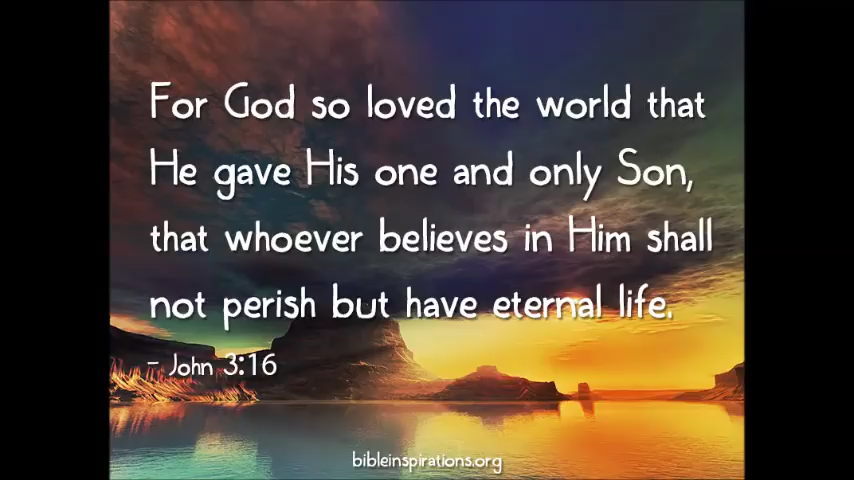 For God so loved the world that
He gave His one and only Son,
that whoever believes in Him shall
not perish but have eternal life.
- John 3:16
bibleinspirations.org